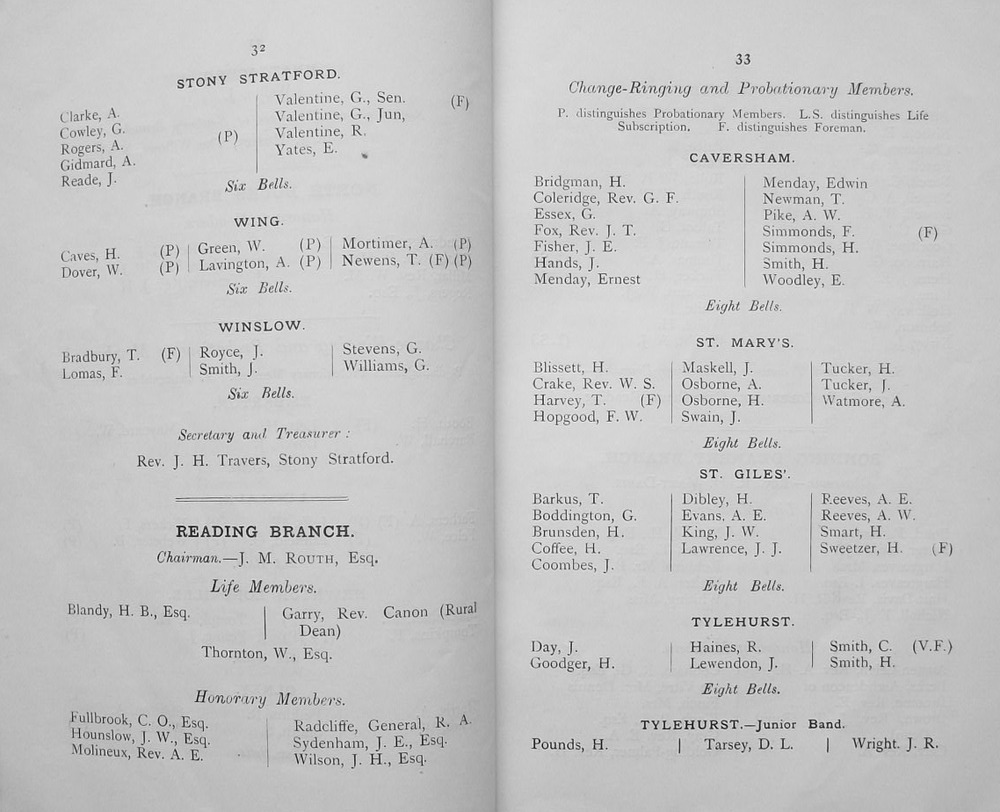 32
STONY STRATFORD.
Clarke, A.
Cowley, G.
Rogers, A. (P)
Gidmard, A.
Reade, J.
Valentine, G., Sen. (F)
Valentine, G., Jun,
Valentine, R.
Yates, E.
Six Bells.
WING.
Caves, H. (P) | Green, W. (P) | Mortimer, A. (P)
Dover, W. (P) | Lavington, A. (P) | Newens, T. (F) (P)
Six Bells.
WINSLOW.
Bradbury, T. (F) | Royce, J. | Stevens, G.
Lomas, F. | Smith, J. | Williams, G.
Six Bells.
Secretary and Treasurer :
Rev. J. H. Travers, Stony Stratford.
READING BRANCH.
Chairman.—J. M. ROUTH, Esq.
Life Members.
Blandy, H. B., Esq. | Garry, Rev. Canon (Rural
Dean)
Thornton, W., Esq.
Honorary Members.
Fullbrook, C. O., Esq.
Hounslow, J. W., Esq.
Molineux, Rev. A. E.
Radcliffe, General, R. A.
Sydenham, J. E., Esq.
Wilson, J. H., Esq.
33
Change-Ringing and Probationary Members.
P. distinguishes Probationary Members. L.S. distinguishes Life
Subscription. F. distinguishes Foreman.
CAVERSHAM.
Bridgman, H.
Coleridge, Rev. G. F.
Essex, G.
Fox, Rev. J. T.
Fisher, J. E.
Hands, J.
Menday, Ernest
Menday, Edwin
Newman, T.
Pike, A. W.
Simmonds, F. (F)
Simmonds, H.
Smith, H.
Woodley, E.
Eight Bells.
ST. MARY'S.
Blissett, H.
Crake, Rev. W. S.
Harvey, T. (F)
Hopgood, F. W.
Maskell, J.
Osborne, A.
Osborne, H.
Swain, J.
Tucker, H.
Tucker, J.
Watmore, A.
Eight Bells.
ST. GILES'.
Barkus, T.
Boddington, G.
Brunsden, H.
Coffee, H.
Coombes, J.
Dibley, H.
Evans, A. E.
King, J. W.
Lawrence, J. J.
Reeves, A. E.
Reeves, A. W.
Smart, H.
Sweetzer, H. (F)
Eight Bells.
TYLEHURST.
Day, J. | Haines, R. | Smith, C. (V.F.)
Goodger, H. | Lewendon, J. | Smith, H.
Eight Bells.
TYLEHURST.—Junior Band.
Pounds, H. | Tarsey, D. L. | Wright. J. R.